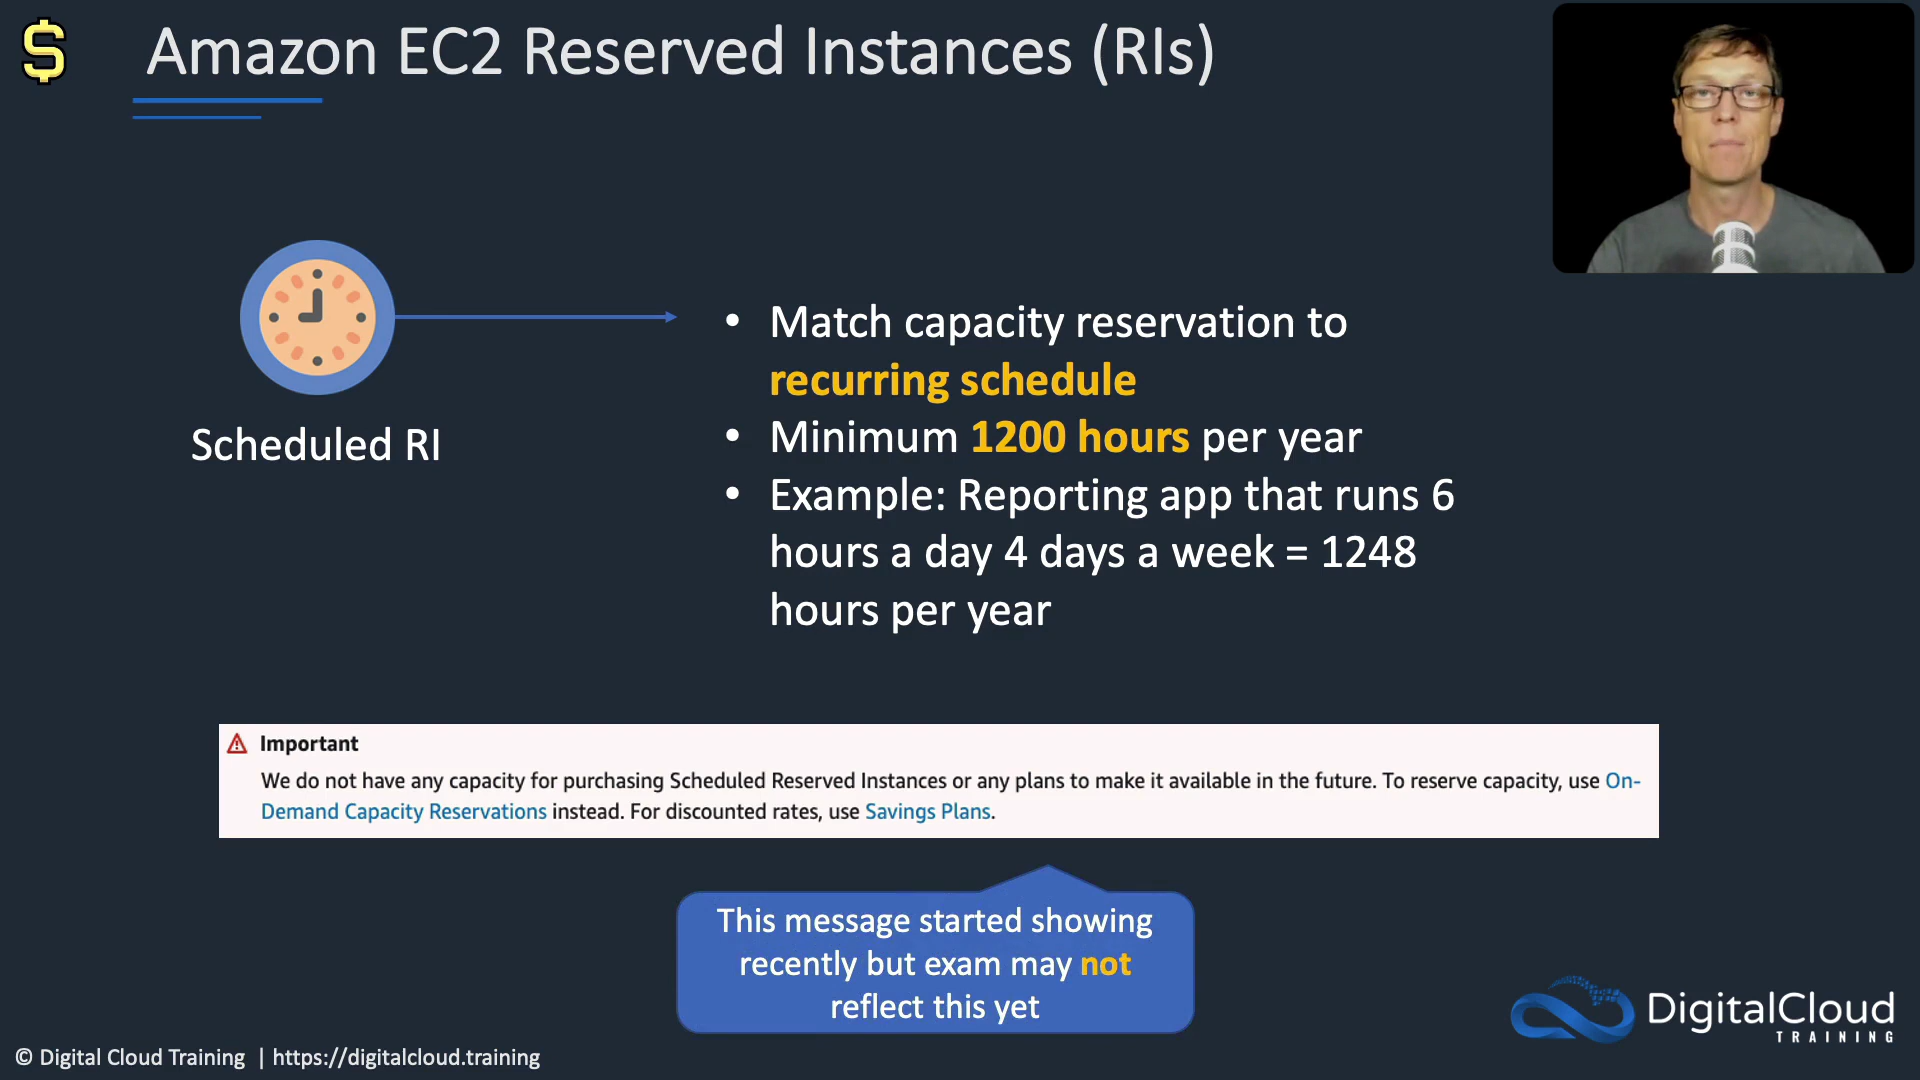 Amazon EC2 Reserved Instances (RIs)
Scheduled RI
• Match capacity reservation to
recurring schedule
• Minimum 1200 hours per year
• Example: Reporting app that runs 6
hours a day 4 days a week = 1248
hours per year
Important
We do not have any capacity for purchasing Scheduled Reserved Instances or any plans to make it available in the future. To reserve capacity, use On-
Demand Capacity Reservations instead. For discounted rates, use Savings Plans.
This message started showing
recently but exam may not
reflect this yet
DigitalCloud
TRAINING
© Digital Cloud Training | https://digitalcloud.training